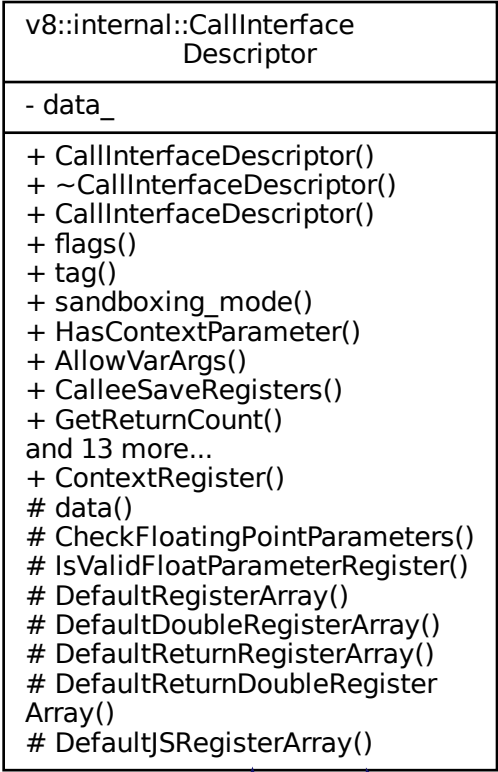 v8::internal::CallInterface
Descriptor
- data_
+ CallInterfaceDescriptor()
+ ~CallInterfaceDescriptor()
+ CallInterfaceDescriptor()
+ flags()
+ tag()
+ sandboxing_mode()
+ HasContextParameter()
+ AllowVarArgs()
+ CalleeSaveRegisters()
+ GetReturnCount()
and 13 more...
+ ContextRegister()
# data()
# CheckFloatingPointParameters()
# IsValidFloatParameterRegister()
# DefaultRegisterArray()
# DefaultDoubleRegisterArray()
# DefaultReturnRegisterArray()
# DefaultReturnDoubleRegister
Array()
# DefaultJSRegisterArray()